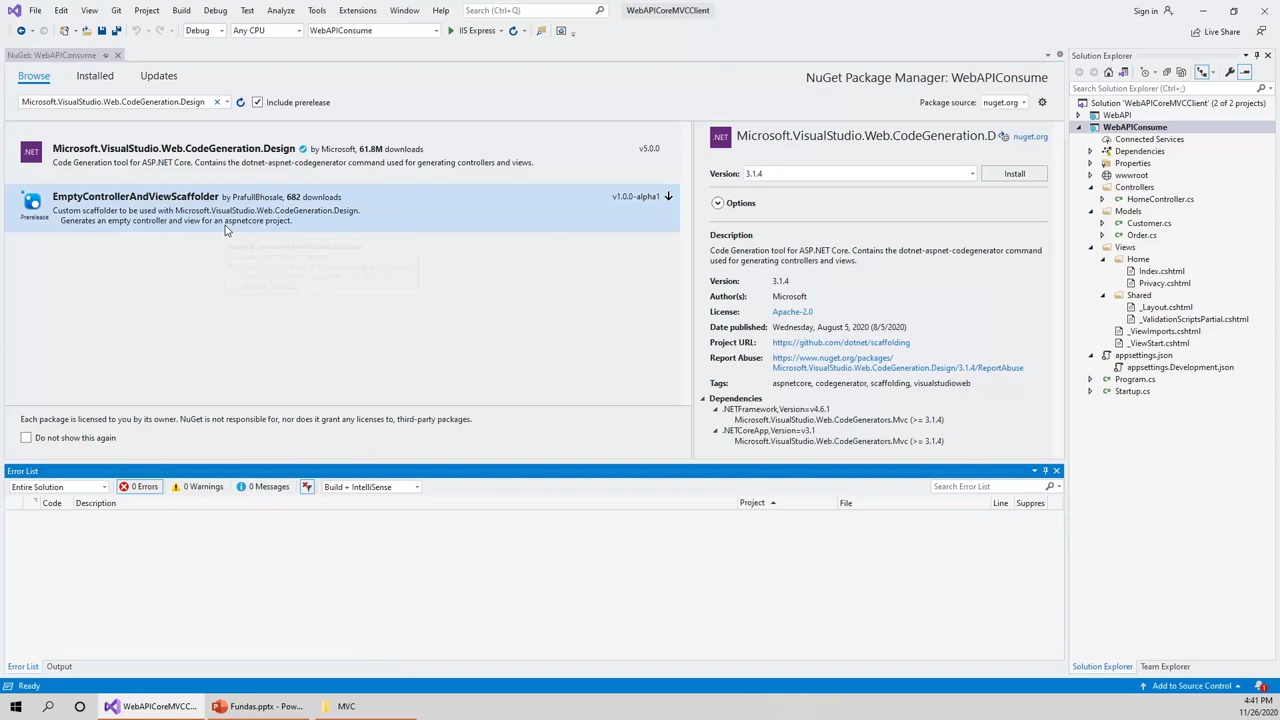 File Edit View Git Project Build Debug Test Analyze Tools Extensions Window Help Search (Ctrl+Q) WebAPICoreMVCClient Sign in
Debug Any CPU WebAPIConsume IIS Express Live Share
NuGet: WebAPIConsume
Browse Installed Updates
NuGet Package Manager: WebAPIConsume
Microsoft.VisualStudio.Web.CodeGeneration.Design Include prerelease
Package source: nuget.org
.NET
Microsoft.VisualStudio.Web.CodeGeneration.Design by Microsoft, 61.8M downloads v5.0.0
Code Generation tool for ASP.NET Core. Contains the dotnet-aspnet-codegenerator command used for generating controllers and views.
EmptyControllerAndViewScaffolder by PrafullBhosale, 682 downloads v1.0.0-alpha1
Prerelease
Custom scaffolder to be used with Microsoft.VisualStudio.Web.CodeGeneration.Design.
Generates an empty controller and view for an aspnetcore project.
Each package is licensed to you by its owner. NuGet is not responsible for, nor does it grant any licenses to, third-party packages.
Do not show this again
.NET
Microsoft.VisualStudio.Web.CodeGeneration.D nuget.org
Version: 3.1.4 Install
Options
Description
Code Generation tool for ASP.NET Core. Contains the dotnet-aspnet-codegenerator command
used for generating controllers and views.
Version: 3.1.4
Author(s): Microsoft
License: Apache-2.0
Date published: Wednesday, August 5, 2020 (8/5/2020)
Project URL: https://github.com/dotnet/scaffolding
Report Abuse: https://www.nuget.org/packages/
Microsoft.VisualStudio.Web.CodeGeneration.Design/3.1.4/ReportAbuse
Tags: aspnetcore, codegenerator, scaffolding, visualstudioweb
Dependencies
.NETFramework,Version=v4.6.1
Microsoft.VisualStudio.Web.CodeGenerators.Mvc (>= 3.1.4)
.NETCoreApp,Version=v3.1
Microsoft.VisualStudio.Web.CodeGenerators.Mvc (>= 3.1.4)
Error List
Entire Solution 0 Errors 0 Warnings 0 Messages Build + IntelliSense Search Error List
Code Description Project File Line Suppres
Error List Output
Solution Explorer
Search Solution Explorer (Ctrl+;)
Solution 'WebAPICoreMVCClient' (2 of 2 projects)
WebAPI
WebAPIConsume
Connected Services
Dependencies
Properties
wwwroot
Controllers
HomeController.cs
Models
Customer.cs
Order.cs
Views
Home
Index.cshtml
Privacy.cshtml
Shared
_Layout.cshtml
_ValidationScriptsPartial.cshtml
_ViewImports.cshtml
_ViewStart.cshtml
appsettings.json
appsettings.Development.json
Program.cs
Startup.cs
Solution Explorer Team Explorer
Ready Add to Source Control 1
WebAPICoreMVCC... Fundas.pptx - Pow... MVC
4:41 PM
11/26/2020